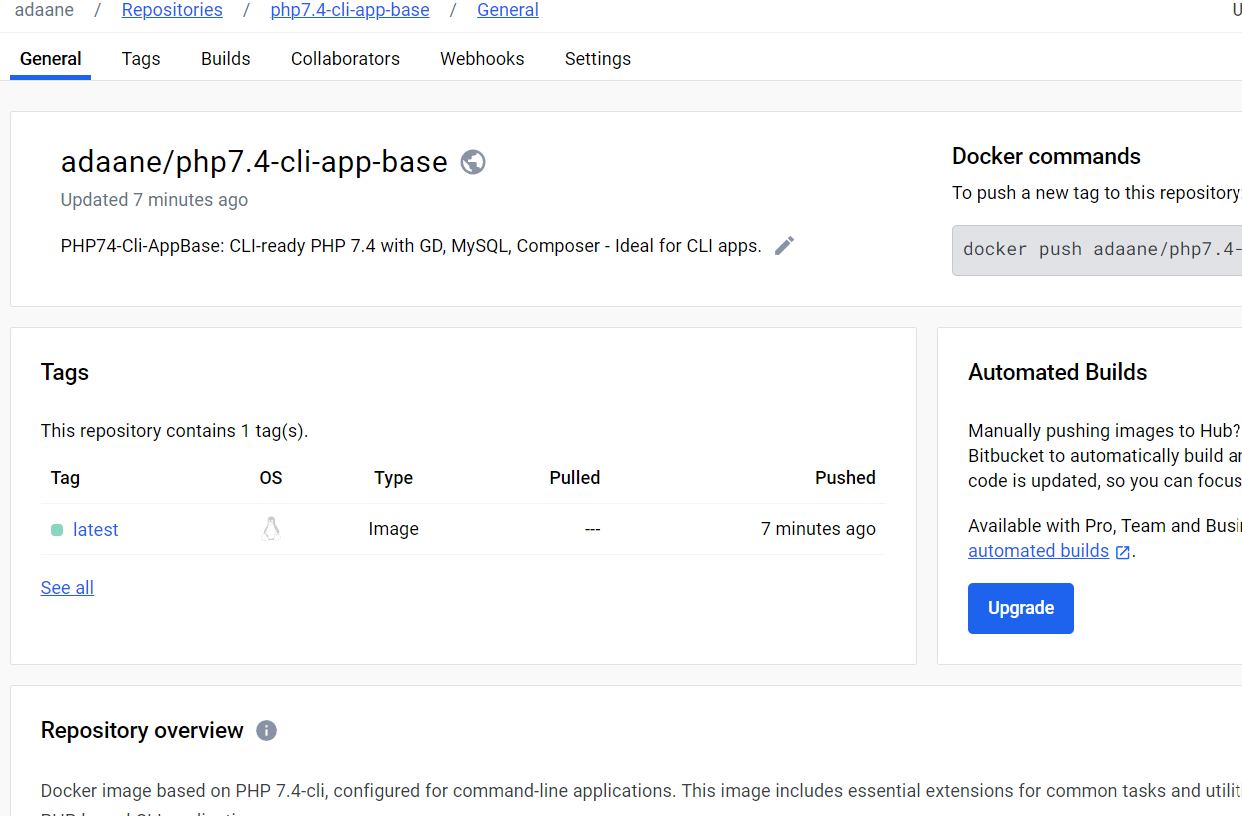 adaane / Repositories / php7.4-cli-app-base / General
General Tags Builds Collaborators Webhooks Settings
adaane/php7.4-cli-app-base
Updated 7 minutes ago
PHP74-Cli-AppBase: CLI-ready PHP 7.4 with GD, MySQL, Composer - Ideal for CLI apps.
Docker commands
To push a new tag to this repository
docker push adaane/php7.4-
Tags
This repository contains 1 tag(s).
Tag OS Type Pulled Pushed
latest Image --- 7 minutes ago
See all
Automated Builds
Manually pushing images to Hub?
Bitbucket to automatically build
code is updated, so you can focus
Available with Pro, Team and
automated builds .
Upgrade
Repository overview
Docker image based on PHP 7.4-cli, configured for command-line applications. This image includes essential extensions for common tasks and